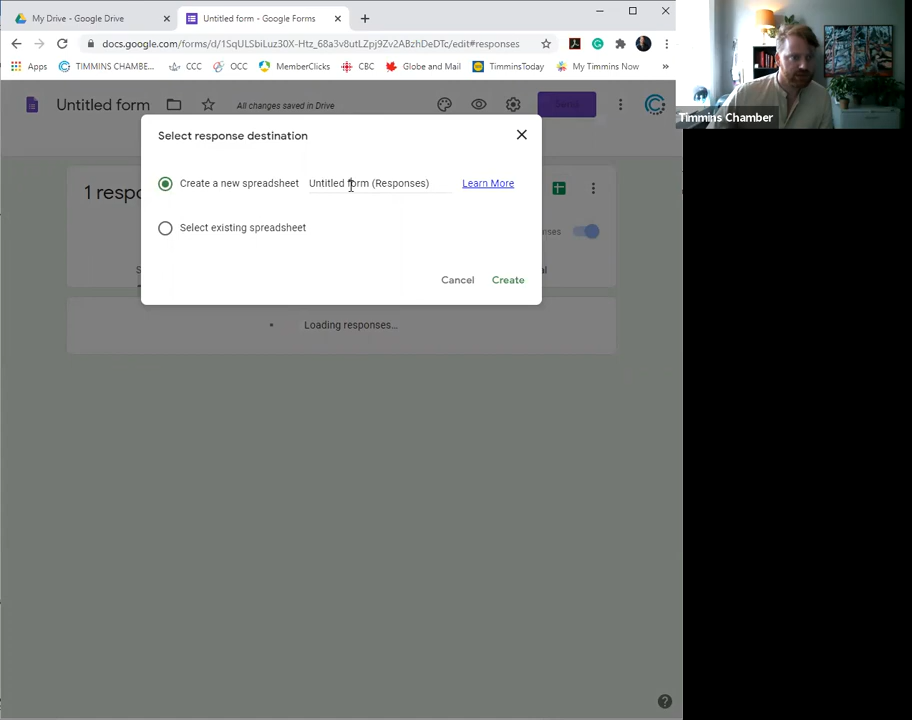 My Drive - Google Drive
Untitled form - Google Forms
docs.google.com/forms/d/1SqULSbiLuz30X-Htz_68a3v8utLZpj9Zv2ABzhDeDTc/edit#responses
Apps
TIMMINS CHAMBE...
CCC
OCC
MemberClicks
CBC
Globe and Mail
TimminsToday
My Timmins Now
»
Timmins Chamber
Untitled form
All changes saved in Drive
Send
Select response destination
1 respo
Create a new spreadsheet
Untitled form (Responses)
Learn More
Select existing spreadsheet
Cancel
Create
Loading responses...